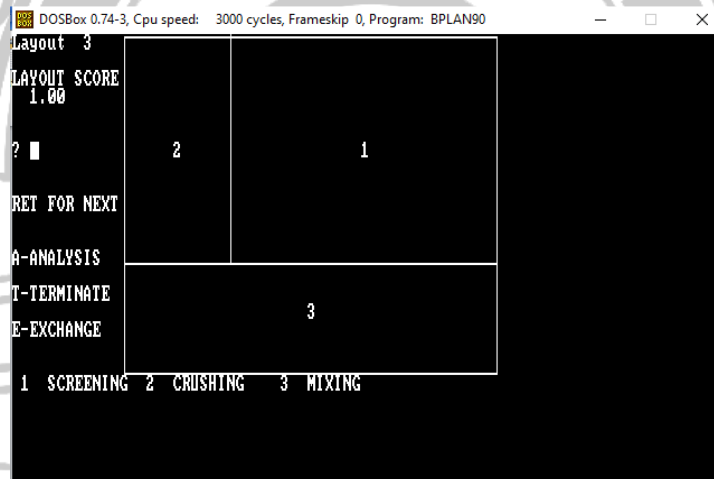 DOSBox 0.74-3, Cpu speed: 3000 cycles, Frameskip 0, Program: BPLAN90
Layout 3
LAYOUT SCORE
1.00
? 2 1
RET FOR NEXT
A-ANALYSIS
T-TERMINATE
3
E-EXCHANGE
1 SCREENING 2 CRUSHING 3 MIXING